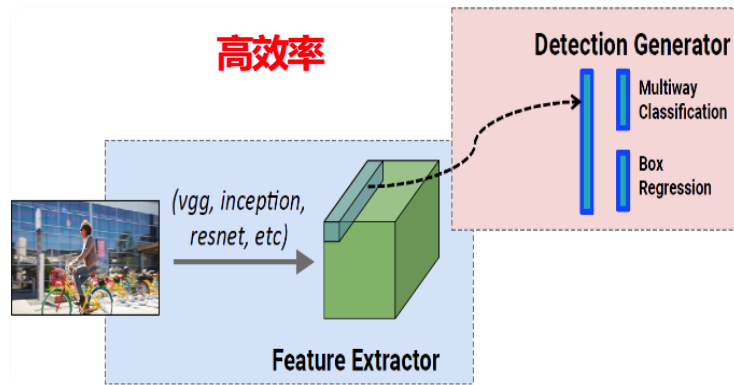 高效率
Detection Generator
Multiway
Classification
Box
Regression
(vgg, inception,
resnet, etc)
Feature Extractor